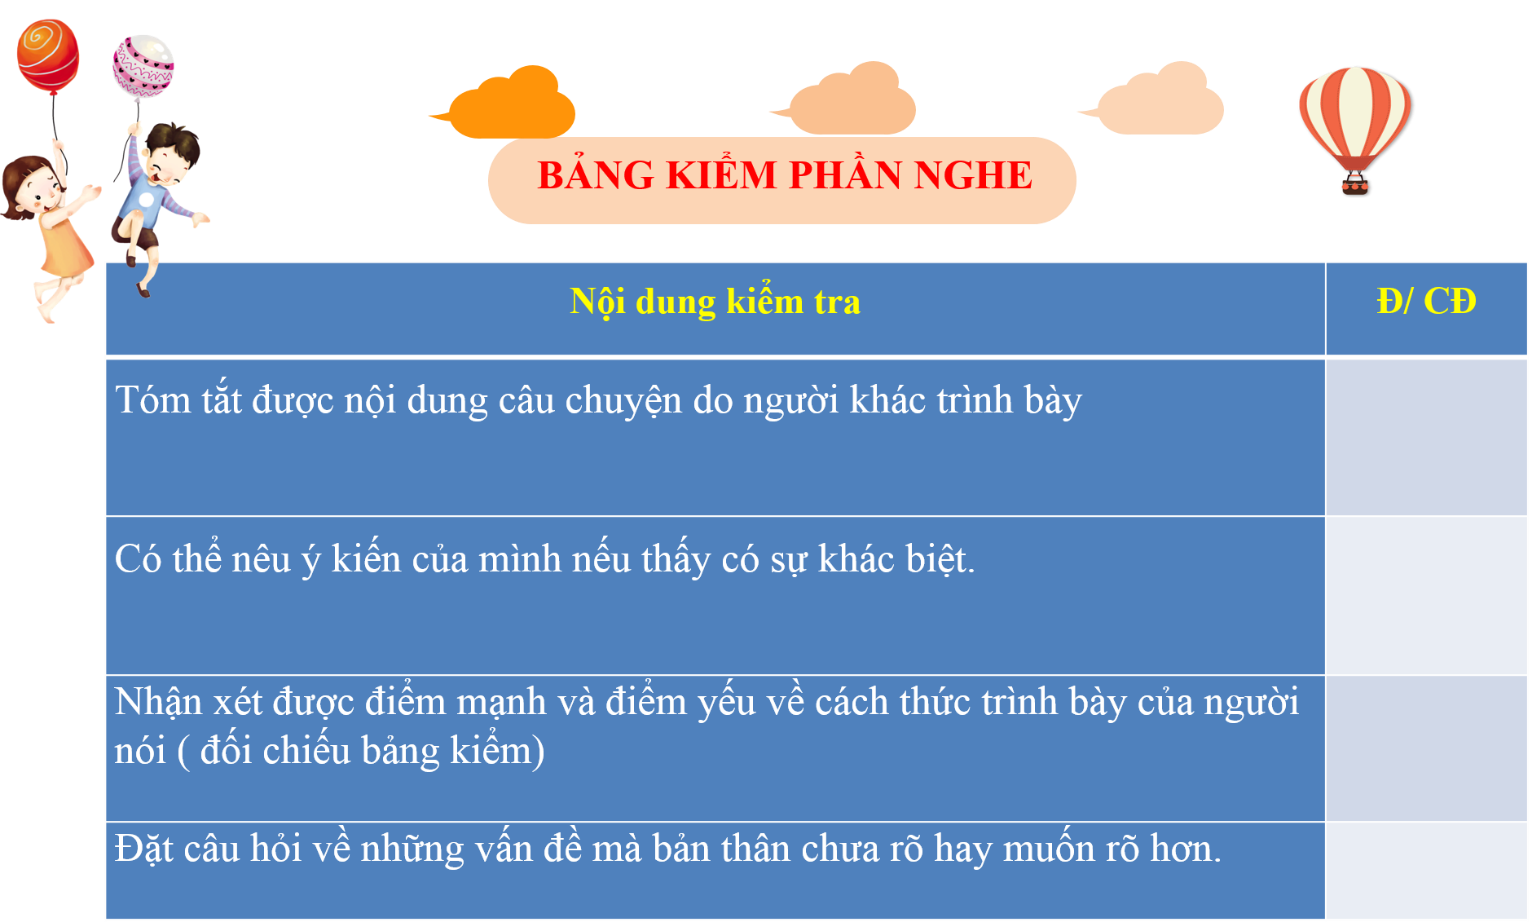 BẢNG KIỂM PHẦN NGHE
Nội dung kiểm tra
Đ/ CĐ
Tóm tắt được nội dung câu chuyện do người khác trình bày
Có thể nêu ý kiến của mình nếu thấy có sự khác biệt.
Nhận xét được điểm mạnh và điểm yếu về cách thức trình bày của người
nói ( đối chiếu bảng kiểm)
Đặt câu hỏi về những vấn đề mà bản thân chưa rõ hay muốn rõ hơn.